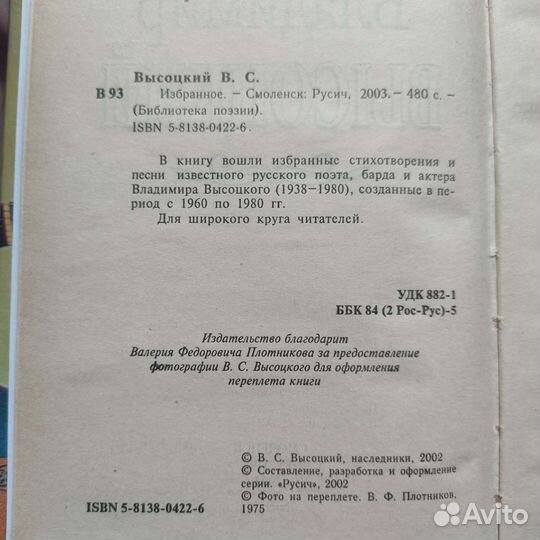 Высоцкий В. С.
В 93 Избранное. — Смоленск: Русич, 2003. — 480 с. —
(Библиотека поэзии).
ISBN 5-8138-0422-6.
В книгу вошли избранные стихотворения и
песни известного русского поэта, барда и актера
Владимира Высоцкого (1938—1980), созданные в пе-
риод с 1960 по 1980 гг.
Для широкого круга читателей.
УДК 882-1
ББК 84 (2 Рос-Рус)-5
Издательство благодарит
Валерия Федоровича Плотникова за предоставление
фотографии В. С. Высоцкого для оформления
переплета книги
© В. С. Высоцкий, наследники, 2002
© Составление, разработка и оформление
серии. «Русич», 2002
© Фото на переплете. В. Ф. Плотников.
ISBN 5-8138-0422-6 1975
Avito